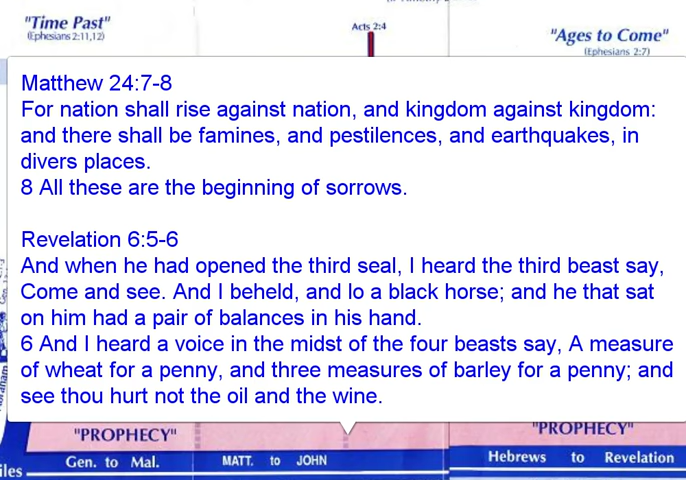 "Time Past"
(Ephesians 2:11,12)
Acts 2:4
"Ages to Come"
(Ephesians 2:7)
Matthew 24:7-8
For nation shall rise against nation, and kingdom against kingdom:
and there shall be famines, and pestilences, and earthquakes, in
divers places.
8 All these are the beginning of sorrows.
Revelation 6:5-6
And when he had opened the third seal, I heard the third beast say,
Come and see. And I beheld, and lo a black horse; and he that sat
on him had a pair of balances in his hand.
6 And I heard a voice in the midst of the four beasts say, A measure
of wheat for a penny, and three measures of barley for a penny; and
see thou hurt not the oil and the wine.
"PROPHECY"
"PROPHECY"
Gen. to Mal.
MATT. to JOHN
Hebrews to Revelation